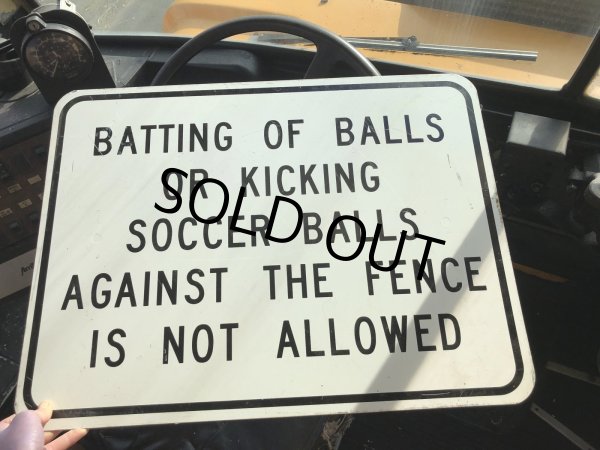 BATTING OF BALLS
OR KICKING
SOCCER BALLS
AGAINST THE FENCE
IS NOT ALLOWED
SOLD OUT